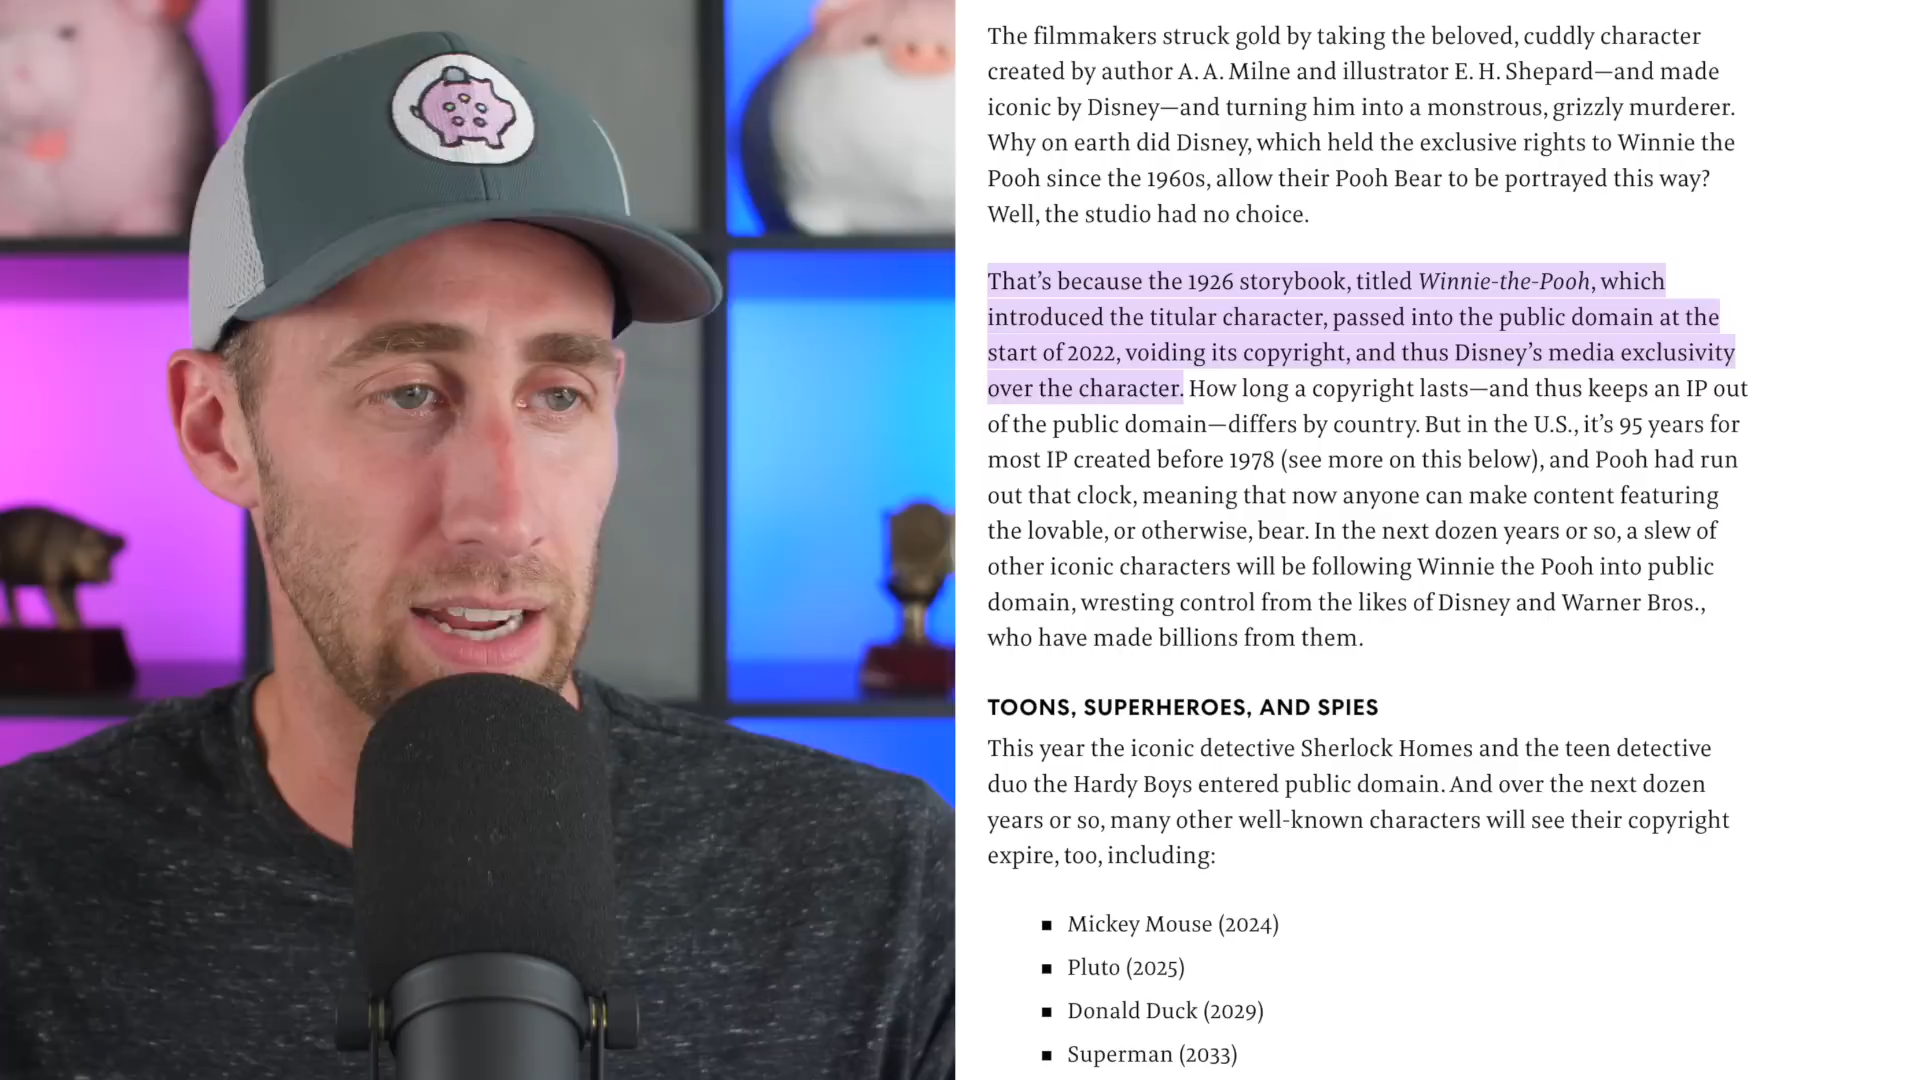 The filmmakers struck gold by taking the beloved, cuddly character
created by author A. A. Milne and illustrator E. H. Shepard—and made
iconic by Disney—and turning him into a monstrous, grizzly murderer.
Why on earth did Disney, which held the exclusive rights to Winnie the
Pooh since the 1960s, allow their Pooh Bear to be portrayed this way?
Well, the studio had no choice.
That’s because the 1926 storybook, titled Winnie-the-Pooh, which
introduced the titular character, passed into the public domain at the
start of 2022, voiding its copyright, and thus Disney’s media exclusivity
over the character. How long a copyright lasts—and thus keeps an IP out
of the public domain—differs by country. But in the U.S., it’s 95 years for
most IP created before 1978 (see more on this below), and Pooh had run
out that clock, meaning that now anyone can make content featuring
the lovable, or otherwise, bear. In the next dozen years or so, a slew of
other iconic characters will be following Winnie the Pooh into public
domain, wresting control from the likes of Disney and Warner Bros.,
who have made billions from them.
TOONS, SUPERHEROES, AND SPIES
This year the iconic detective Sherlock Homes and the teen detective
duo the Hardy Boys entered public domain. And over the next dozen
years or so, many other well-known characters will see their copyright
expire, too, including:
▪ Mickey Mouse (2024)
▪ Pluto (2025)
▪ Donald Duck (2029)
▪ Superman (2033)